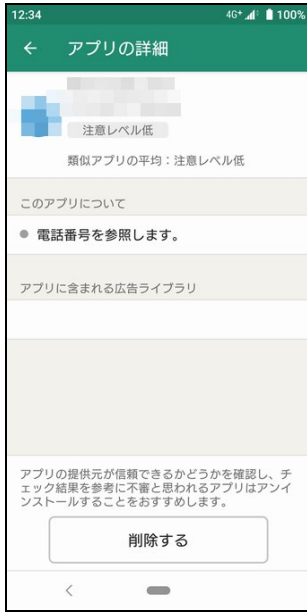 12:34
4G+ 100%
← アプリの詳細
注意レベル低
類似アプリの平均：注意レベル低
このアプリについて
● 電話番号を参照します。
アプリに含まれる広告ライブラリ
アプリの提供元が信頼できるかどうかを確認し、チ
ェック結果を参考に不審と思われるアプリはアンイ
ンストールすることをおすすめします。
削除する